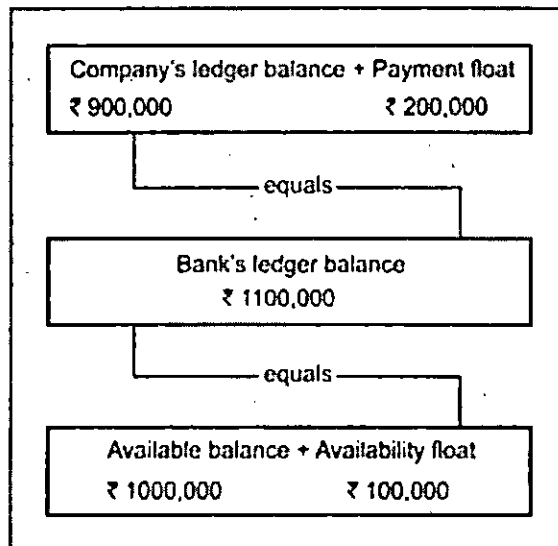 Company's ledger balance + Payment float
₹ 900,000 ₹ 200,000
equals
Bank's ledger balance
₹ 1100,000
equals
Available balance + Availability float
₹ 1000,000 ₹ 100,000